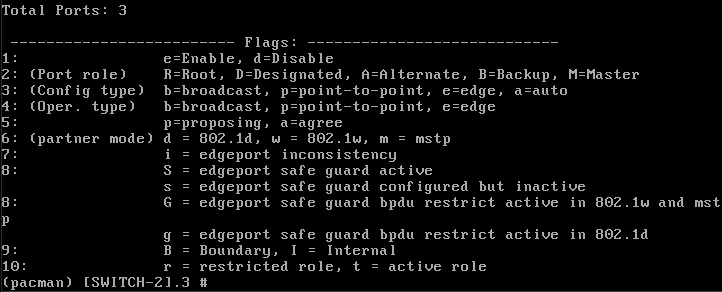 Total Ports: 3
------------------------- Flags: ----------------------------
1:                e=Enable, d=Disable
2: (Port role)    R=Root, D=Designated, A=Alternate, B=Backup, M=Master
3: (Config type)  b=broadcast, p=point-to-point, e=edge, a=auto
4: (Oper. type)   b=broadcast, p=point-to-point, e=edge
5:                p=proposing, a=agree
6: (partner mode) d = 802.1d, w = 802.1w, m = mstp
7:                i = edgeport inconsistency
8:                S = edgeport safe guard active
                  s = edgeport safe guard configured but inactive
8:                G = edgeport safe guard bpdu restrict active in 802.1w and mst
p
                  g = edgeport safe guard bpdu restrict active in 802.1d
9:                B = Boundary, I = Internal
10:               r = restricted role, t = active role
(pacman) [SWITCH-2].3 #